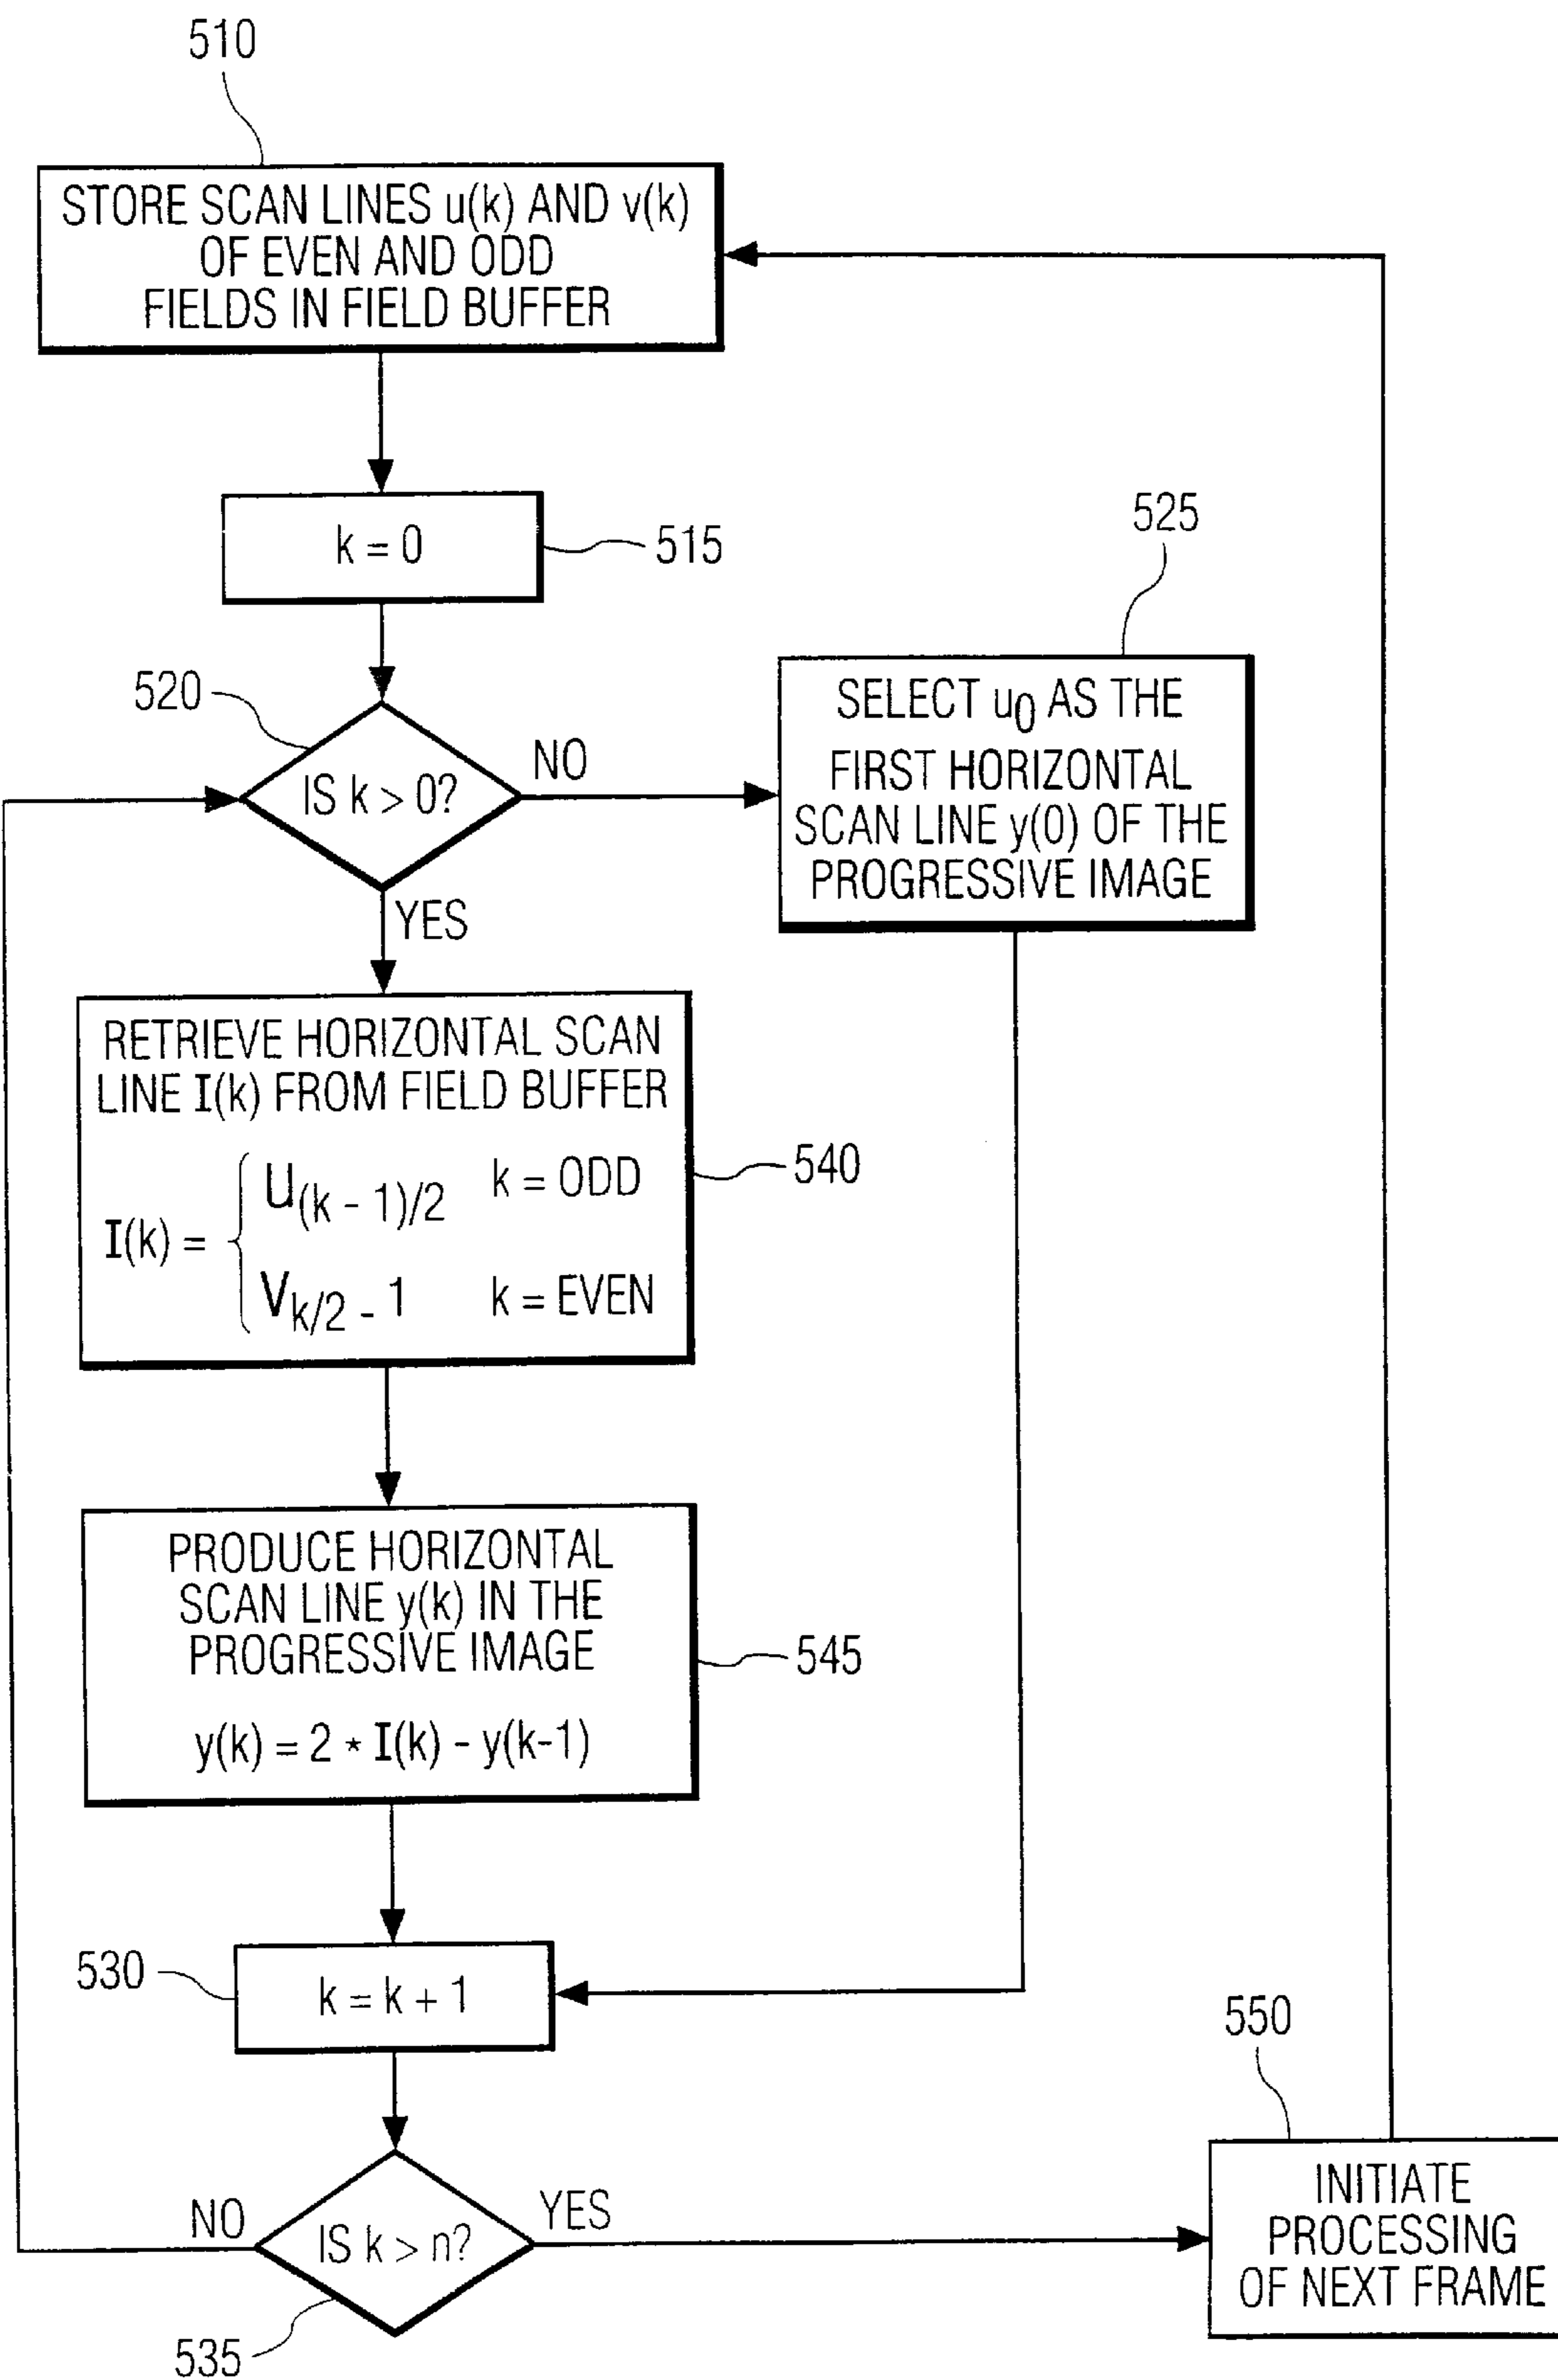 510
STORE SCAN LINES u(k) AND v(k)
OF EVEN AND ODD
FIELDS IN FIELD BUFFER
k = 0
515
525
520
IS k > 0?
NO
YES
SELECT u0 AS THE
FIRST HORIZONTAL
SCAN LINE y(0) OF THE
PROGRESSIVE IMAGE
RETRIEVE HORIZONTAL SCAN
LINE I(k) FROM FIELD BUFFER
I(k) = { U(k - 1)/2 k = ODD
Vk/2 - 1 k = EVEN
540
PRODUCE HORIZONTAL
SCAN LINE y(k) IN THE
PROGRESSIVE IMAGE
y(k) = 2 * I(k) - y(k-1)
545
530
k = k + 1
550
NO
IS k > n?
YES
535
INITIATE
PROCESSING
OF NEXT FRAME